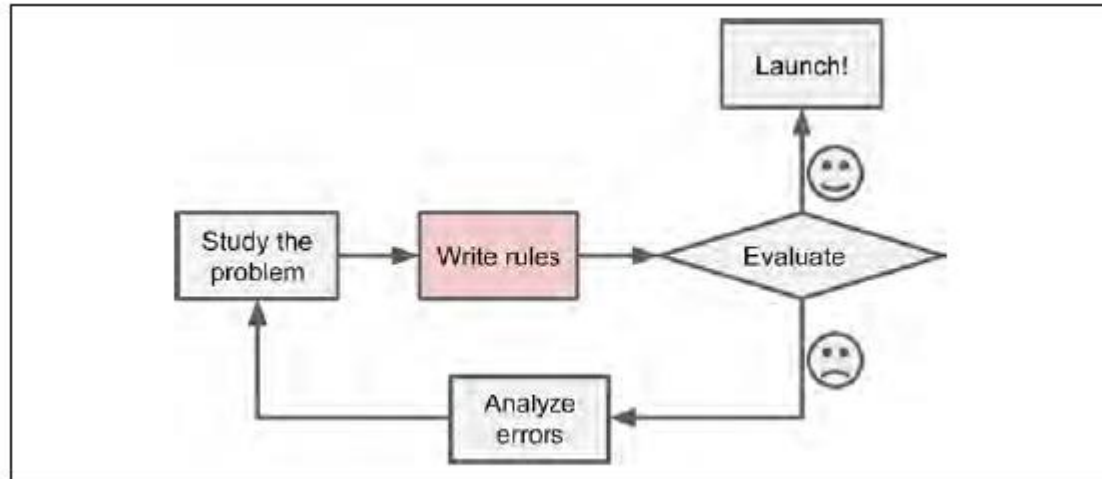 Launch!
Study the
problem
Write rules
Evaluate
Analyze
errors